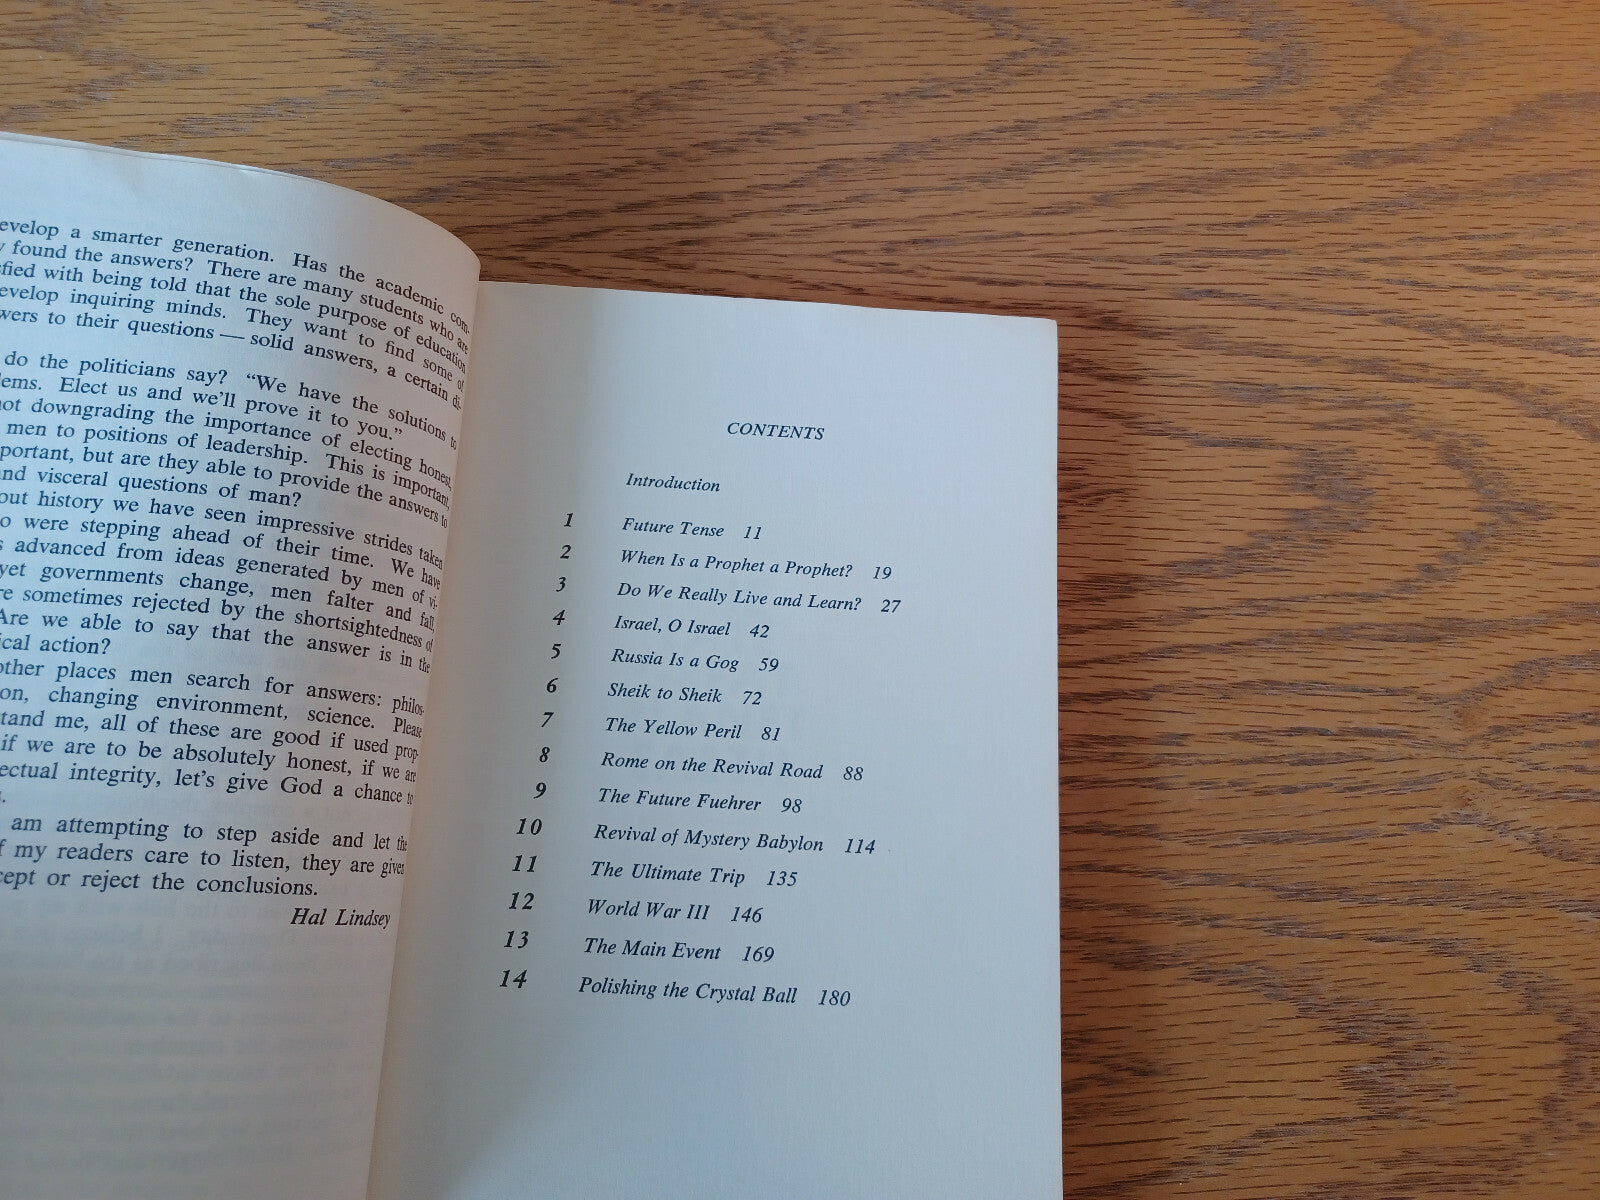 evelop a smarter generation. Has the academic com-
y found the answers? There are many students who are
sfied with being told that the sole purpose of education
evelop inquiring minds. They want to find some of
wers to their questions — solid answers, a certain di-
do the politicians say? "We have the solutions to
lems. Elect us and we'll prove it to you."
not downgrading the importance of electing honest,
men to positions of leadership. This is important,
portant, but are they able to provide the answers to
and visceral questions of man?
out history we have seen impressive strides taken
o were stepping ahead of their time. We have
s advanced from ideas generated by men of vi-
yet governments change, men falter and fail,
re sometimes rejected by the shortsightedness of
Are we able to say that the answer is in the
ical action?
other places men search for answers: philos-
on, changing environment, science. Please
tand me, all of these are good if used prop-
if we are to be absolutely honest, if we are
ectual integrity, let's give God a chance to
s.
am attempting to step aside and let the
f my readers care to listen, they are given
cept or reject the conclusions.
Hal Lindsey
CONTENTS
Introduction
1 Future Tense 11
2 When Is a Prophet a Prophet? 19
3 Do We Really Live and Learn? 27
4 Israel, O Israel 42
5 Russia Is a Gog 59
6 Sheik to Sheik 72
7 The Yellow Peril 81
8 Rome on the Revival Road 88
9 The Future Fuehrer 98
10 Revival of Mystery Babylon 114
11 The Ultimate Trip 135
12 World War III 146
13 The Main Event 169
14 Polishing the Crystal Ball 180